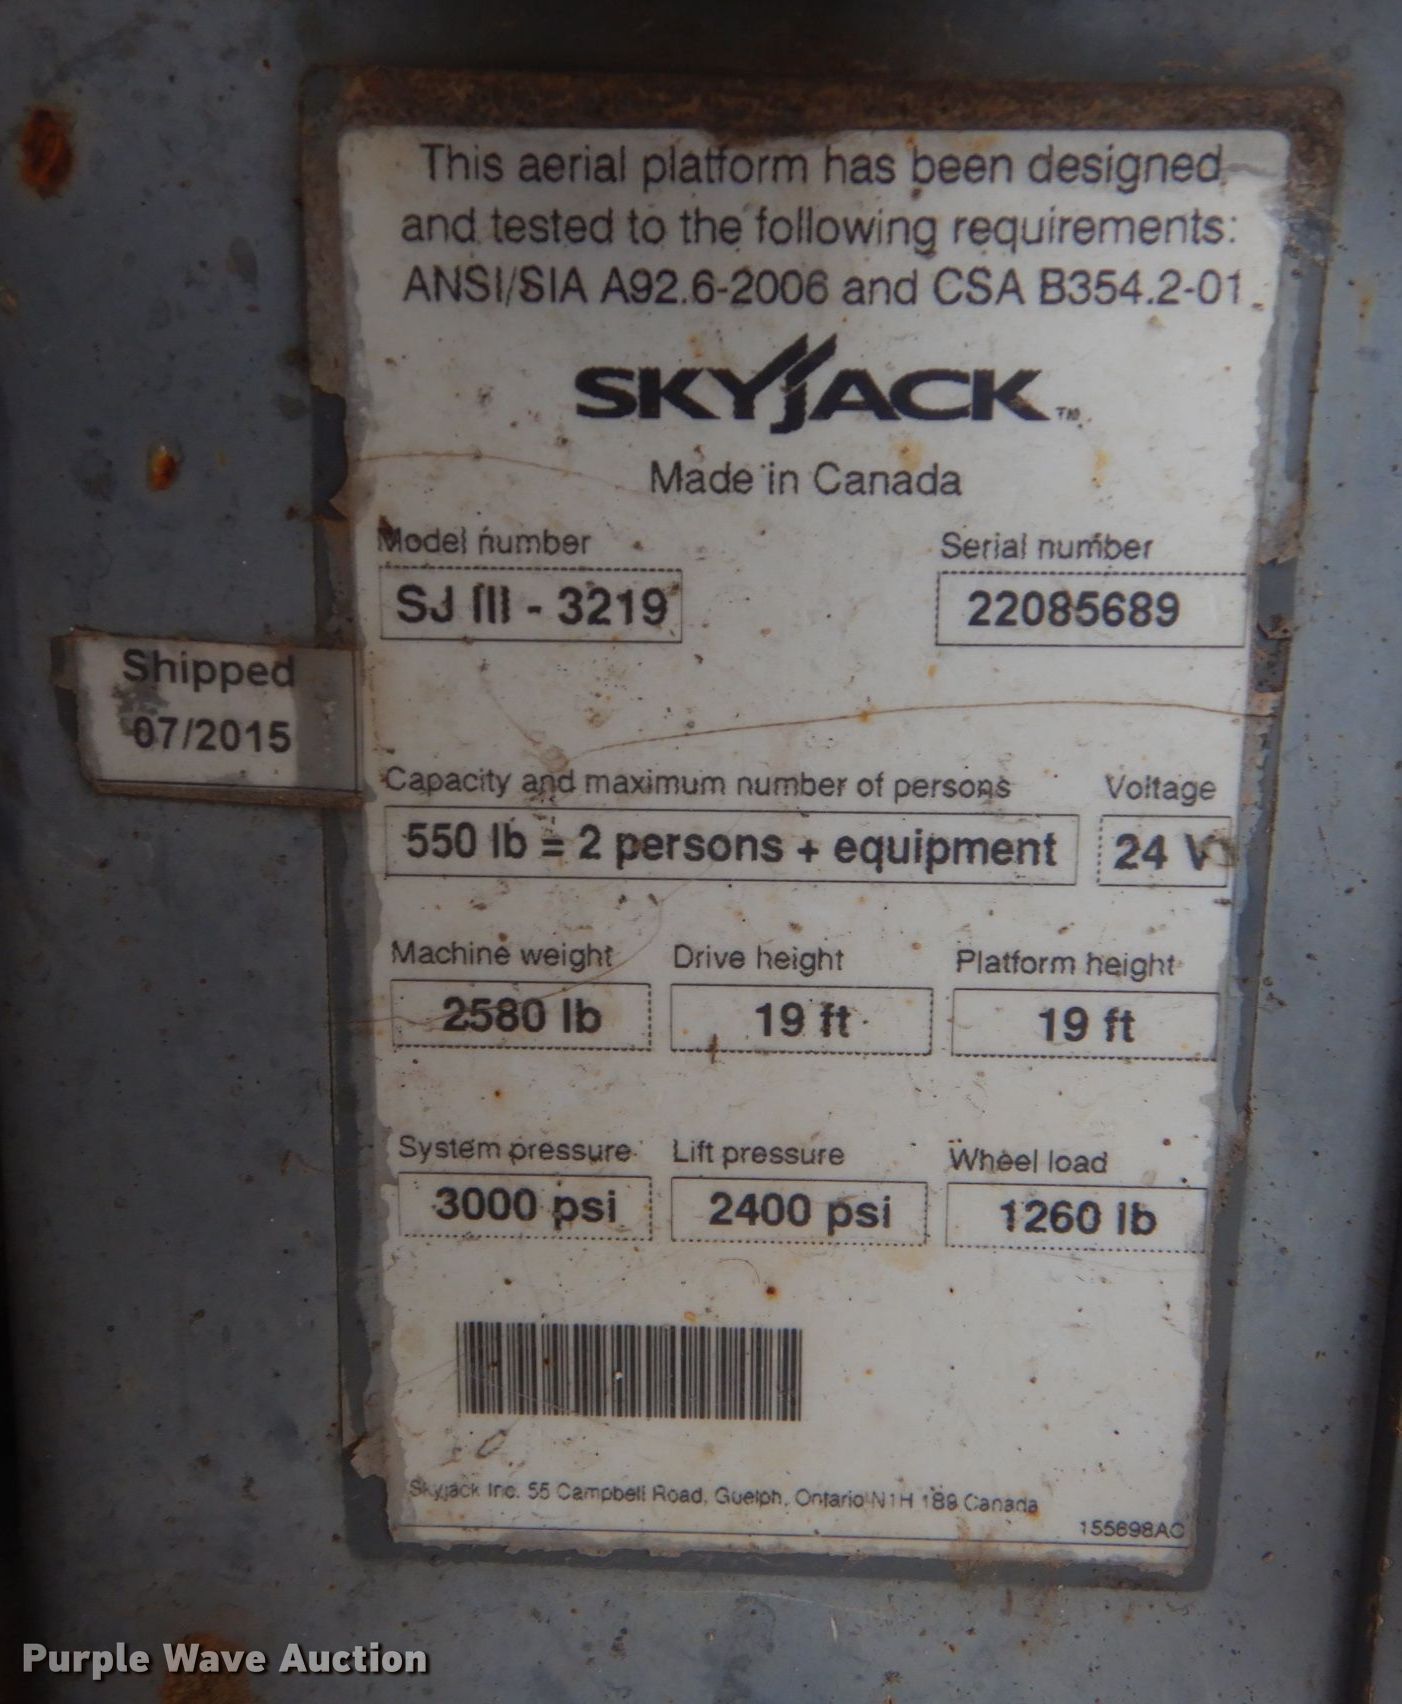 This aerial platform has been designed
and tested to the following requirements:
ANSI/SIA A92.6-2006 and CSA B354.2-01
SKYJACK™
Made in Canada
Model number
SJ III - 3219
Serial number
22085689
Shipped
07/2015
Capacity and maximum number of persons
550 lb = 2 persons + equipment
Voltage
24 V
Machine weight
2580 lb
Drive height
19 ft
Platform height
19 ft
System pressure
3000 psi
Lift pressure
2400 psi
Wheel load
1260 lb
Skyjack Inc. 55 Campbell Road, Guelph, Ontario N1H 1B9 Canada
155698AC
Purple Wave Auction